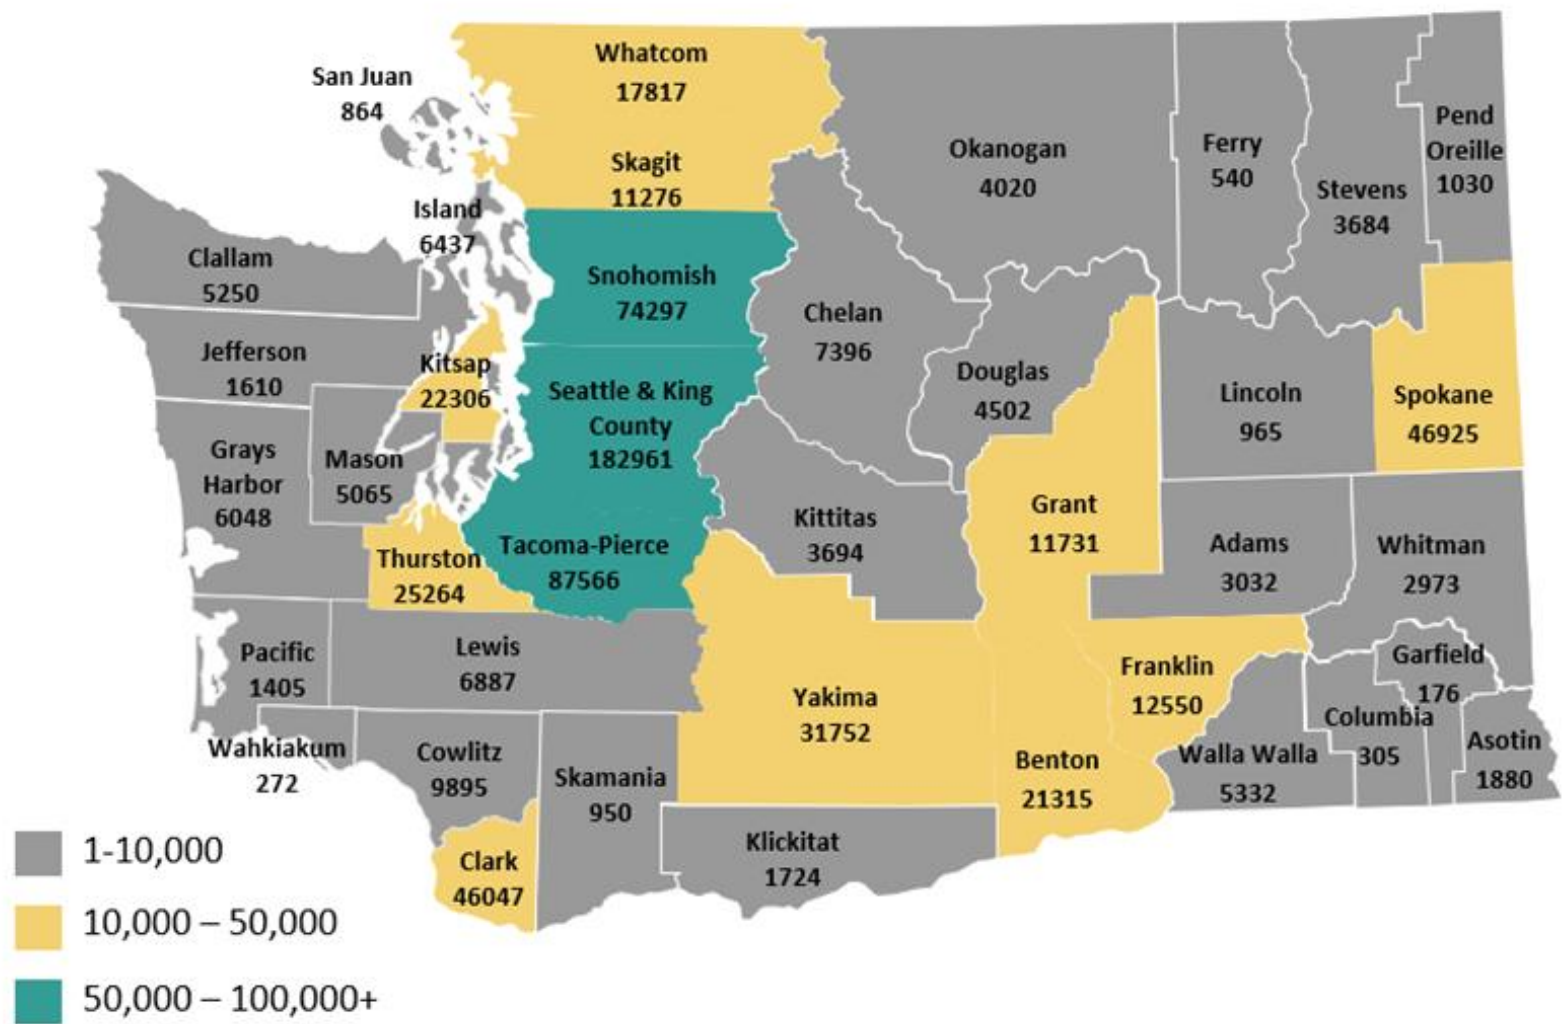 Whatcom
17817
San Juan
864
Skagit
11276
Island
6437
Okanogan
4020
Ferry
540
Stevens
3684
Pend
Oreille
1030
Clallam
5250
Snohomish
74297
Chelan
7396
Jefferson
1610
Kitsap
22306
Seattle & King
County
182961
Douglas
4502
Lincoln
965
Spokane
46925
Grays
Harbor
6048
Mason
5065
Kittitas
3694
Grant
11731
Adams
3032
Whitman
2973
Thurston
25264
Tacoma-Pierce
87566
Pacific
1405
Lewis
6887
Yakima
31752
Franklin
12550
Garfield
176
Columbia
305
Asotin
1880
Wahkiakum
272
Cowlitz
9895
Skamania
950
Benton
21315
Walla Walla
5332
Clark
46047
Klickitat
1724
1-10,000
10,000 – 50,000
50,000 – 100,000+